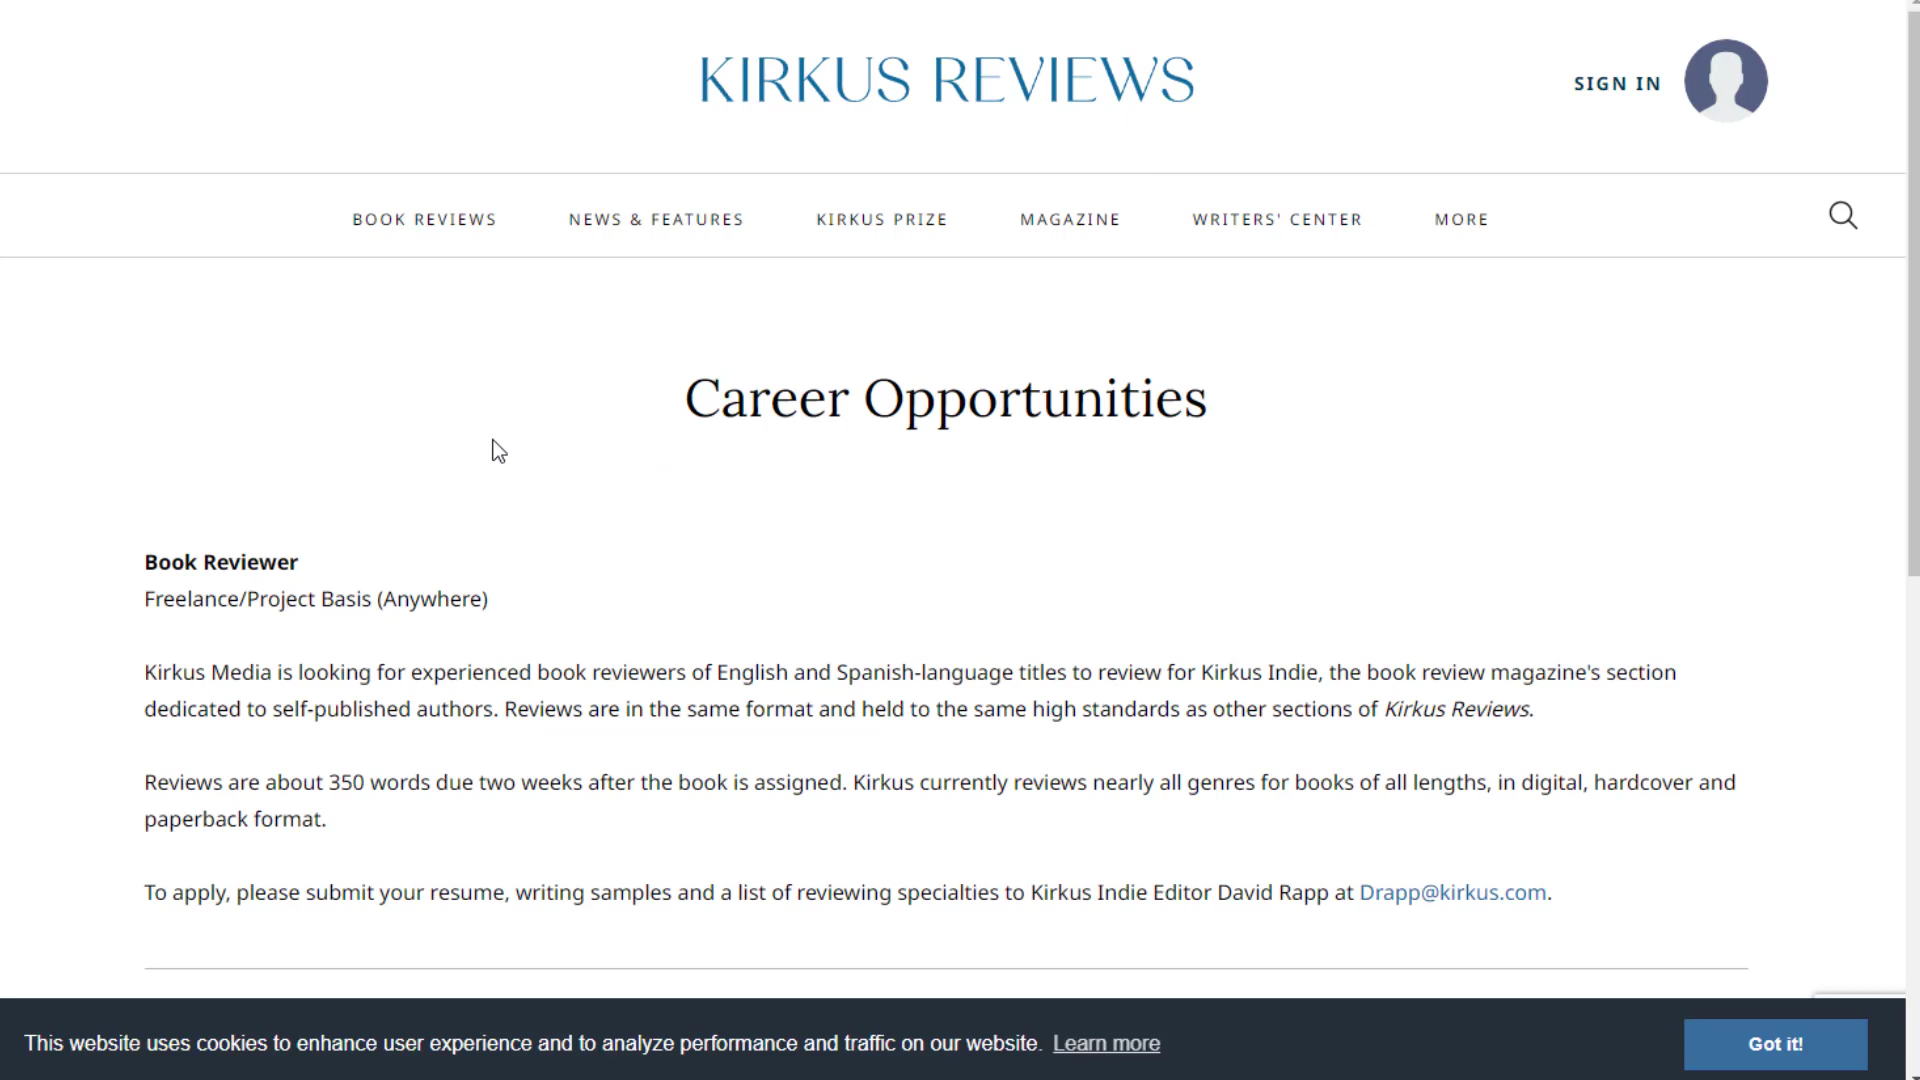 KIRKUS REVIEWS
SIGN IN
BOOK REVIEWS NEWS & FEATURES KIRKUS PRIZE MAGAZINE WRITERS' CENTER MORE
Career Opportunities
Book Reviewer
Freelance/Project Basis (Anywhere)
Kirkus Media is looking for experienced book reviewers of English and Spanish-language titles to review for Kirkus Indie, the book review magazine's section
dedicated to self-published authors. Reviews are in the same format and held to the same high standards as other sections of Kirkus Reviews.
Reviews are about 350 words due two weeks after the book is assigned. Kirkus currently reviews nearly all genres for books of all lengths, in digital, hardcover and
paperback format.
To apply, please submit your resume, writing samples and a list of reviewing specialties to Kirkus Indie Editor David Rapp at Drapp@kirkus.com.
This website uses cookies to enhance user experience and to analyze performance and traffic on our website. Learn more
Got it!